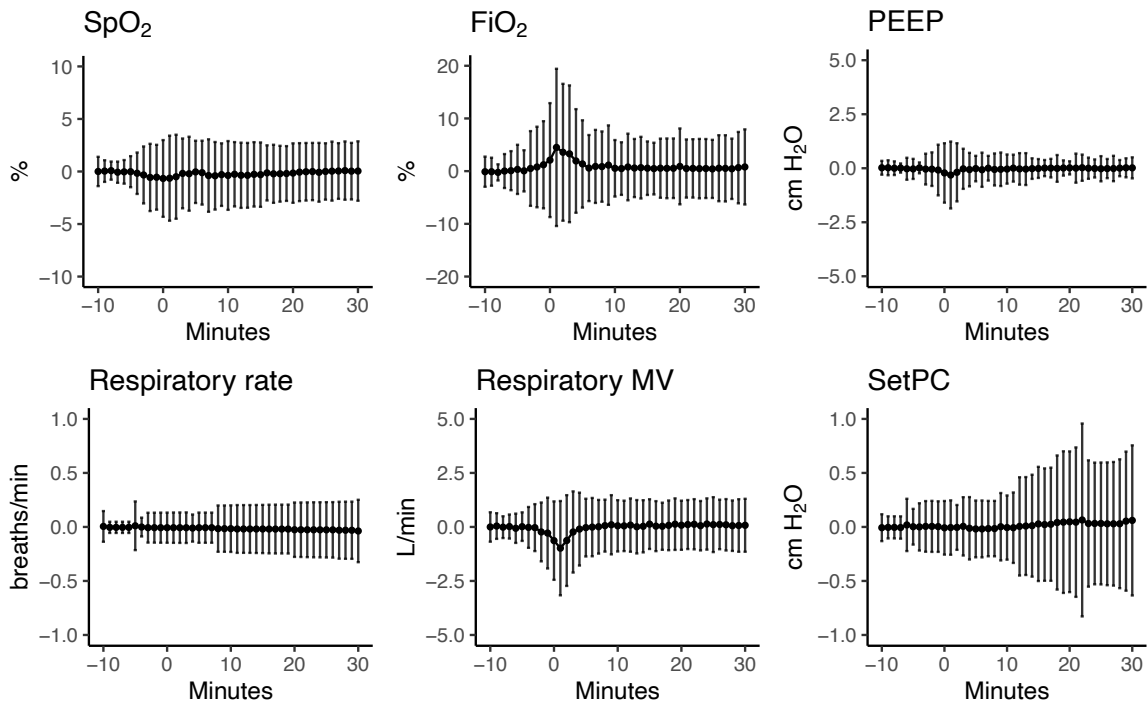 SpO₂
10
5
0
−5
−10
%
−10 0 10 20 30
Minutes
FiO₂
20
10
0
−10
−20
%
−10 0 10 20 30
Minutes
PEEP
5.0
2.5
0.0
−2.5
−5.0
cm H₂O
−10 0 10 20 30
Minutes
Respiratory rate
1.0
0.5
0.0
−0.5
−1.0
breaths/min
−10 0 10 20 30
Minutes
Respiratory MV
5.0
2.5
0.0
−2.5
−5.0
L/min
−10 0 10 20 30
Minutes
SetPC
1.0
0.5
0.0
−0.5
−1.0
cm H₂O
−10 0 10 20 30
Minutes